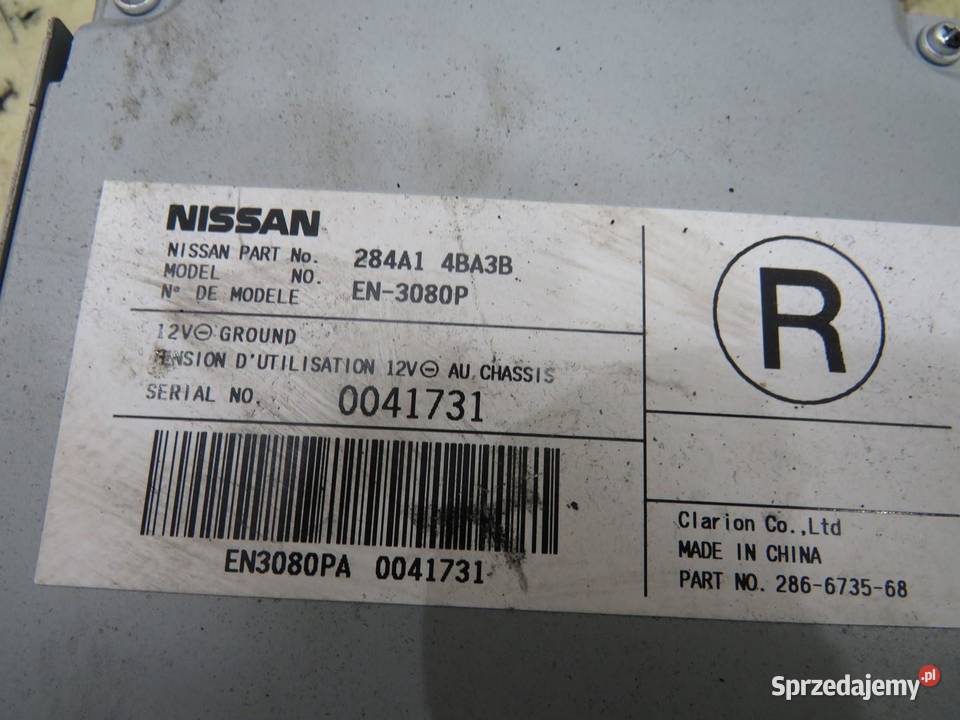 NISSAN
NISSAN PART No. 284A1 4BA3B
MODEL NO. EN-3080P
N° DE MODELE
12V⊖ GROUND
TENSION D'UTILISATION 12V⊖ AU CHASSIS
SERIAL NO. 0041731
EN3080PA 0041731
R
Clarion Co.,Ltd
MADE IN CHINA
PART NO. 286-6735-68
Sprzedajemy.pl